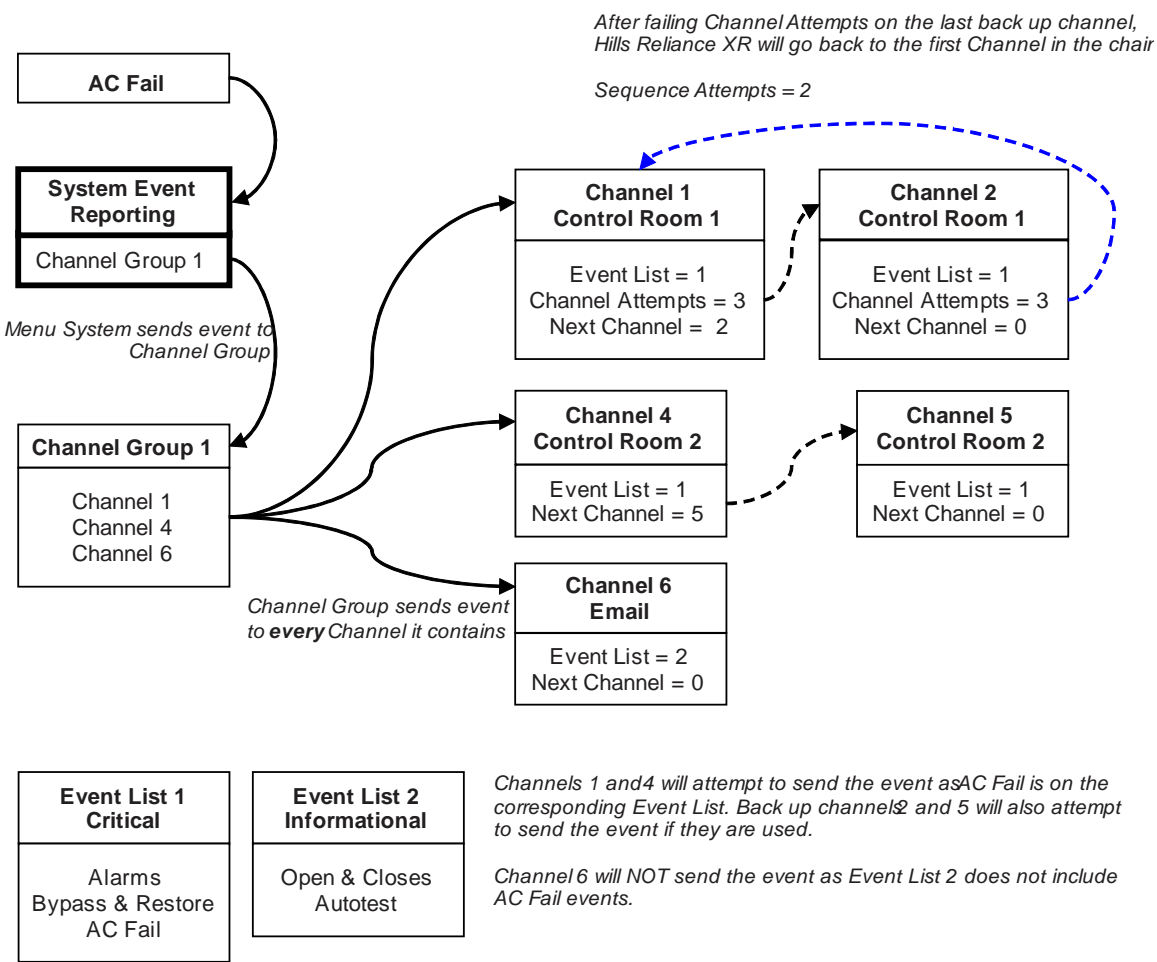 After failing Channel Attempts on the last back up channel,
Hills Reliance XR will go back to the first Channel in the chair
Sequence Attempts = 2
AC Fail
System Event
Reporting
Channel Group 1
Menu System sends event to
Channel Group
Channel 1
Control Room 1
Event List = 1
Channel Attempts = 3
Next Channel = 2
Channel 2
Control Room 1
Event List = 1
Channel Attempts = 3
Next Channel = 0
Channel Group 1
Channel 1
Channel 4
Channel 6
Channel 4
Control Room 2
Event List = 1
Next Channel = 5
Channel 5
Control Room 2
Event List = 1
Next Channel = 0
Channel Group sends event
to every Channel it contains
Channel 6
Email
Event List = 2
Next Channel = 0
Event List 1
Critical
Alarms
Bypass & Restore
AC Fail
Event List 2
Informational
Open & Closes
Autotest
Channels 1 and 4 will attempt to send the event as AC Fail is on the
corresponding Event List. Back up channels 2 and 5 will also attempt
to send the event if they are used.
Channel 6 will NOT send the event as Event List 2 does not include
AC Fail events.